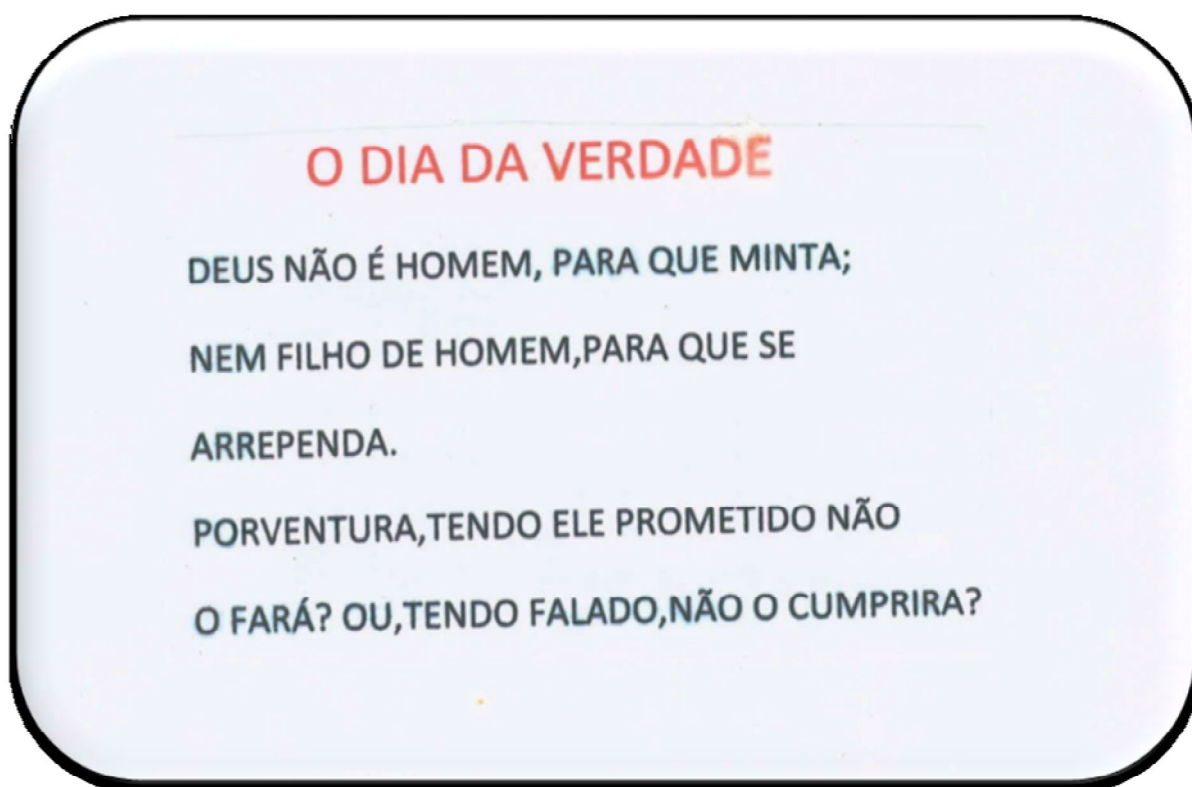 O DIA DA VERDADE
DEUS NÃO É HOMEM, PARA QUE MINTA;
NEM FILHO DE HOMEM,PARA QUE SE
ARREPENDA.
PORVENTURA,TENDO ELE PROMETIDO NÃO
O FARÁ? OU,TENDO FALADO,NÃO O CUMPRIRA?